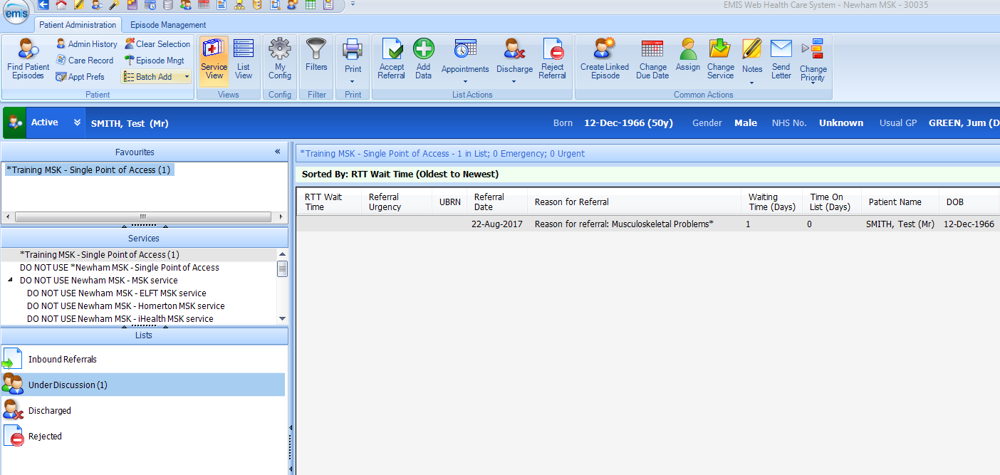 emis
EMIS Web Health Care System - Newham MSK - 30035
Patient Administration
Episode Management
Find Patient
Episodes
Admin History
Care Record
Appt Prefs
Clear Selection
Episode Mngt
Batch Add
Patient
Service
View
List
View
Views
My
Config
Config
Filters
Filter
Print
Print
Accept
Referral
Add
Data
Appointments
Discharge
Reject
Referral
List Actions
Create Linked
Episode
Change
Due Date
Assign
Change
Service
Notes
Send
Letter
Change
Priority
Common Actions
Active
SMITH, Test (Mr)
Born 12-Dec-1966 (50y) Gender Male NHS No. Unknown Usual GP GREEN, Jum (D
Favourites
*Training MSK - Single Point of Access (1)
Services
*Training MSK - Single Point of Access (1)
DO NOT USE *Newham MSK - Single Point of Access
DO NOT USE Newham MSK - MSK service
DO NOT USE Newham MSK - ELFT MSK service
DO NOT USE Newham MSK - Homerton MSK service
DO NOT USE Newham MSK - iHealth MSK service
Lists
Inbound Referrals
Under Discussion (1)
Discharged
Rejected
*Training MSK - Single Point of Access - 1 in List; 0 Emergency; 0 Urgent
Sorted By: RTT Wait Time (Oldest to Newest)
RTT Wait
Time
Referral
Urgency
UBRN
Referral
Date
Reason for Referral
Waiting
Time (Days)
Time On
List (Days)
Patient Name
DOB
22-Aug-2017 Reason for referral: Musculoskeletal Problems* 1 0 SMITH, Test (Mr) 12-Dec-1966